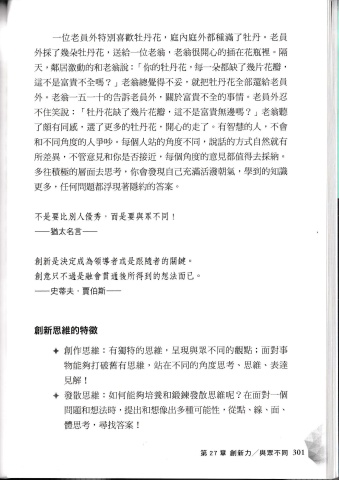 一位老員外特別喜歡牡丹花，庭內庭外都種滿了牡丹。老員
外採了幾朵牡丹花，送給一位老翁，老翁很開心的插在花瓶裡。隔
天，鄰居激動的和老翁說：「你的牡丹花，每一朵都缺了幾片花瓣，
這不是富貴不全嗎？」老翁總覺得不妥，就把牡丹花全部還給老員
外，老翁一五一十的告訴老員外，關於富貴不全的事情。老員外忍
不住笑說：「牡丹花缺了幾片花瓣，這不是富貴無邊嗎？」老翁聽
了頗有同感，選了更多的牡丹花，開心的走了。有智慧的人，不會
和不同角度的人爭吵。每個人站的角度不同，說話的方式自然就有
所差異，不管意見和你是否接近，每個角度的意見都值得去採納。
多往積極的層面去思考，你會發現自己充滿活潑朝氣，學到的知識
更多，任何問題都浮現著隱約的答案。
不是要比別人優秀，而是要與眾不同！
——猶太名言——
創新是決定成為領導者或是跟隨者的關鍵。
創意只不過是融會貫通後所得到的想法而已。
——史蒂夫．賈伯斯——
創新思維的特徵
✦ 創作思維：有獨特的思維，呈現與眾不同的觀點；面對事
物能夠打破舊有思維，站在不同的角度思考、思維、表達
見解！
✦ 發散思維：如何能夠培養和鍛鍊發散思維呢？在面對一個
問題和想法時，提出和想像出多種可能性，從點、線、面、
體思考，尋找答案！
第 27 章 創新力／與眾不同 301